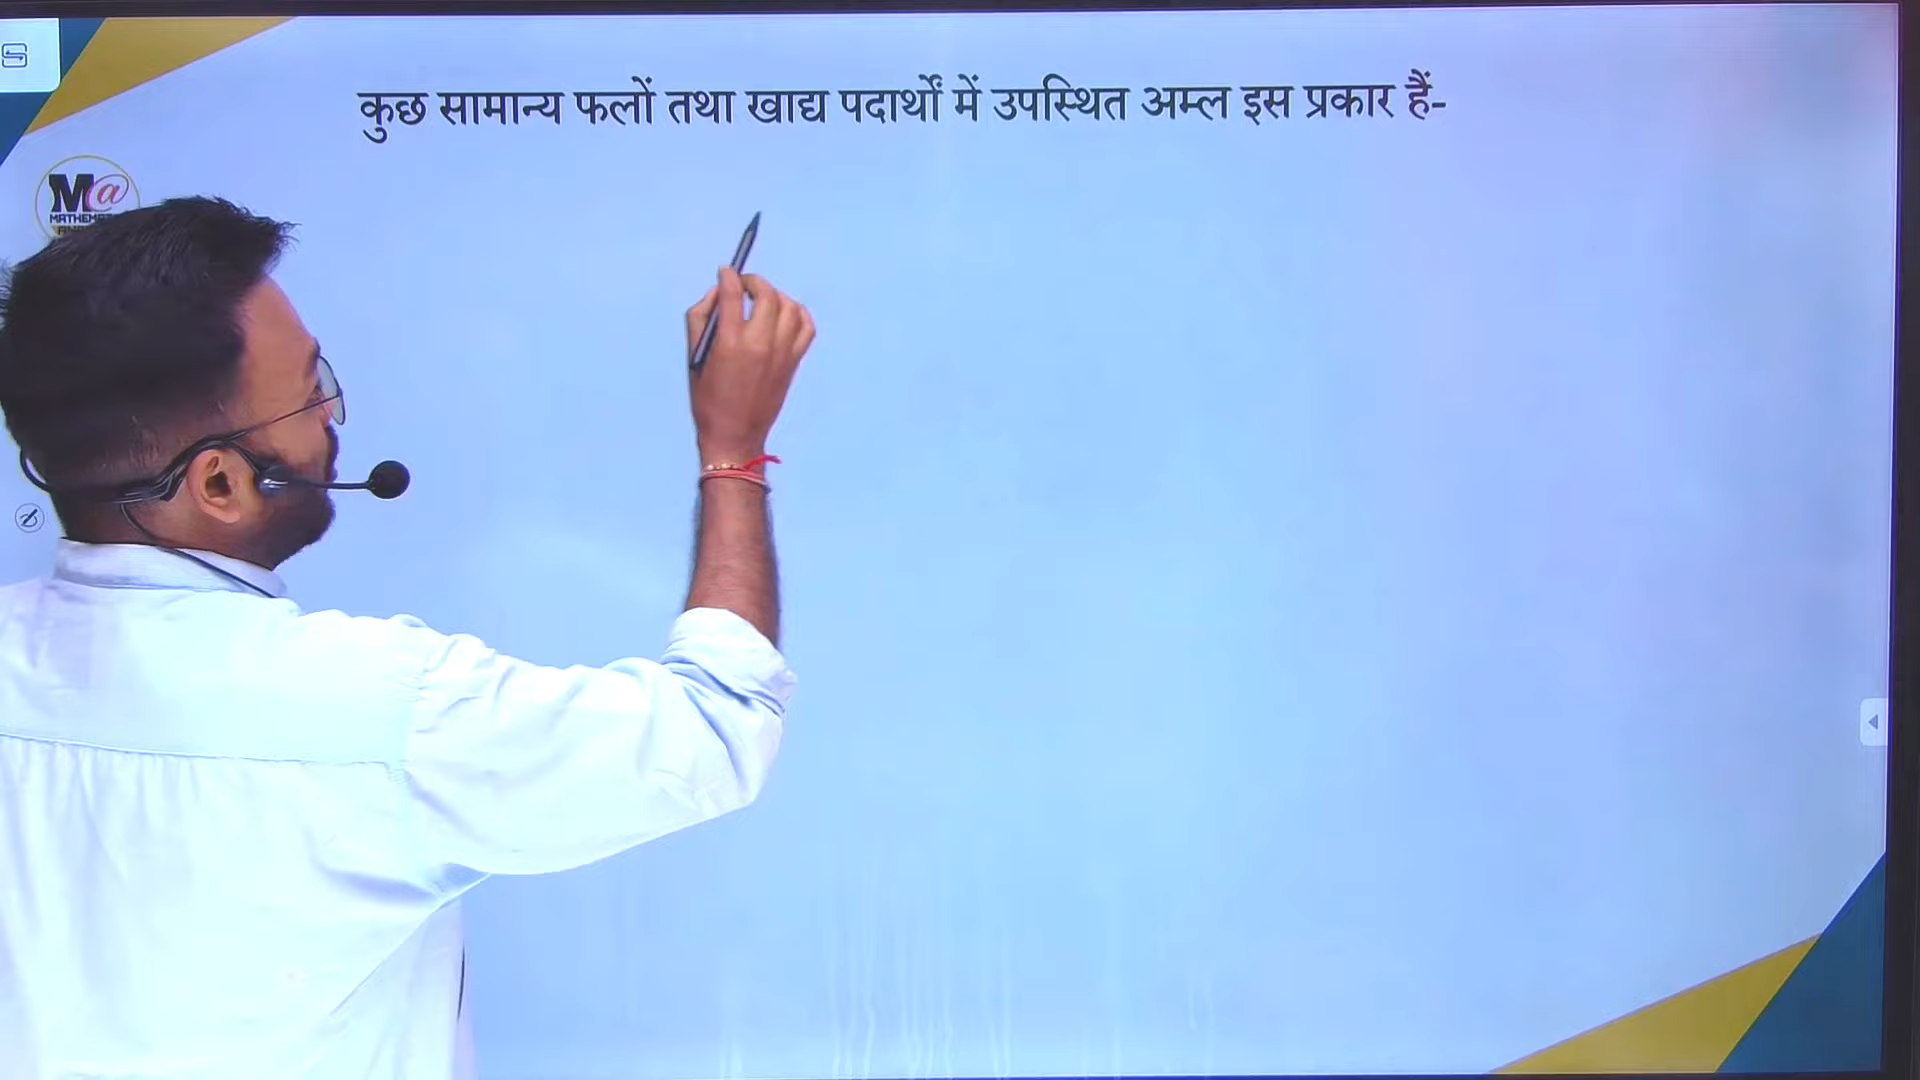 कुछ सामान्य फलों तथा खाद्य पदार्थों में उपस्थित अम्ल इस प्रकार हैं-
M@